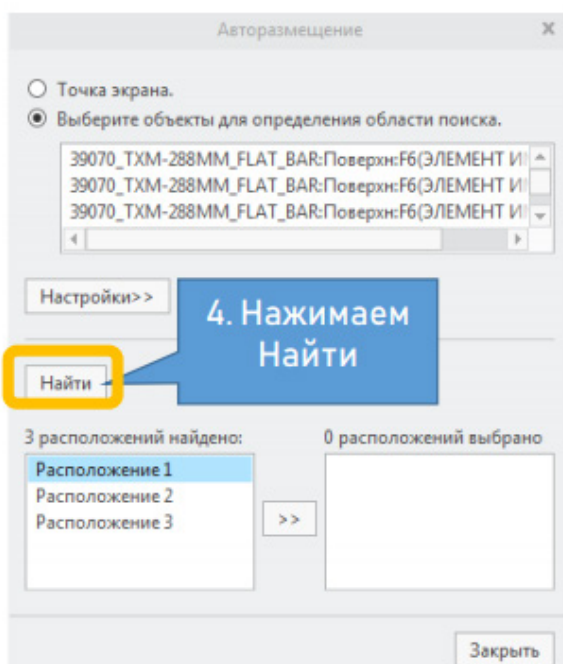 Авторазмещение
Точка экрана.
Выберите объекты для определения области поиска.
39070_TXM-288MM_FLAT_BAR:Поверхн:F6(ЭЛЕМЕНТ
39070_TXM-288MM_FLAT_BAR:Поверхн:F6(ЭЛЕМЕНТ
39070_TXM-288MM_FLAT_BAR:Поверхн:F6(ЭЛЕМЕНТ
Настройки>>
4. Нажимаем
Найти
Найти
3 расположений найдено: 0 расположений выбрано
Расположение 1
Расположение 2
Расположение 3
>>
Закрыть